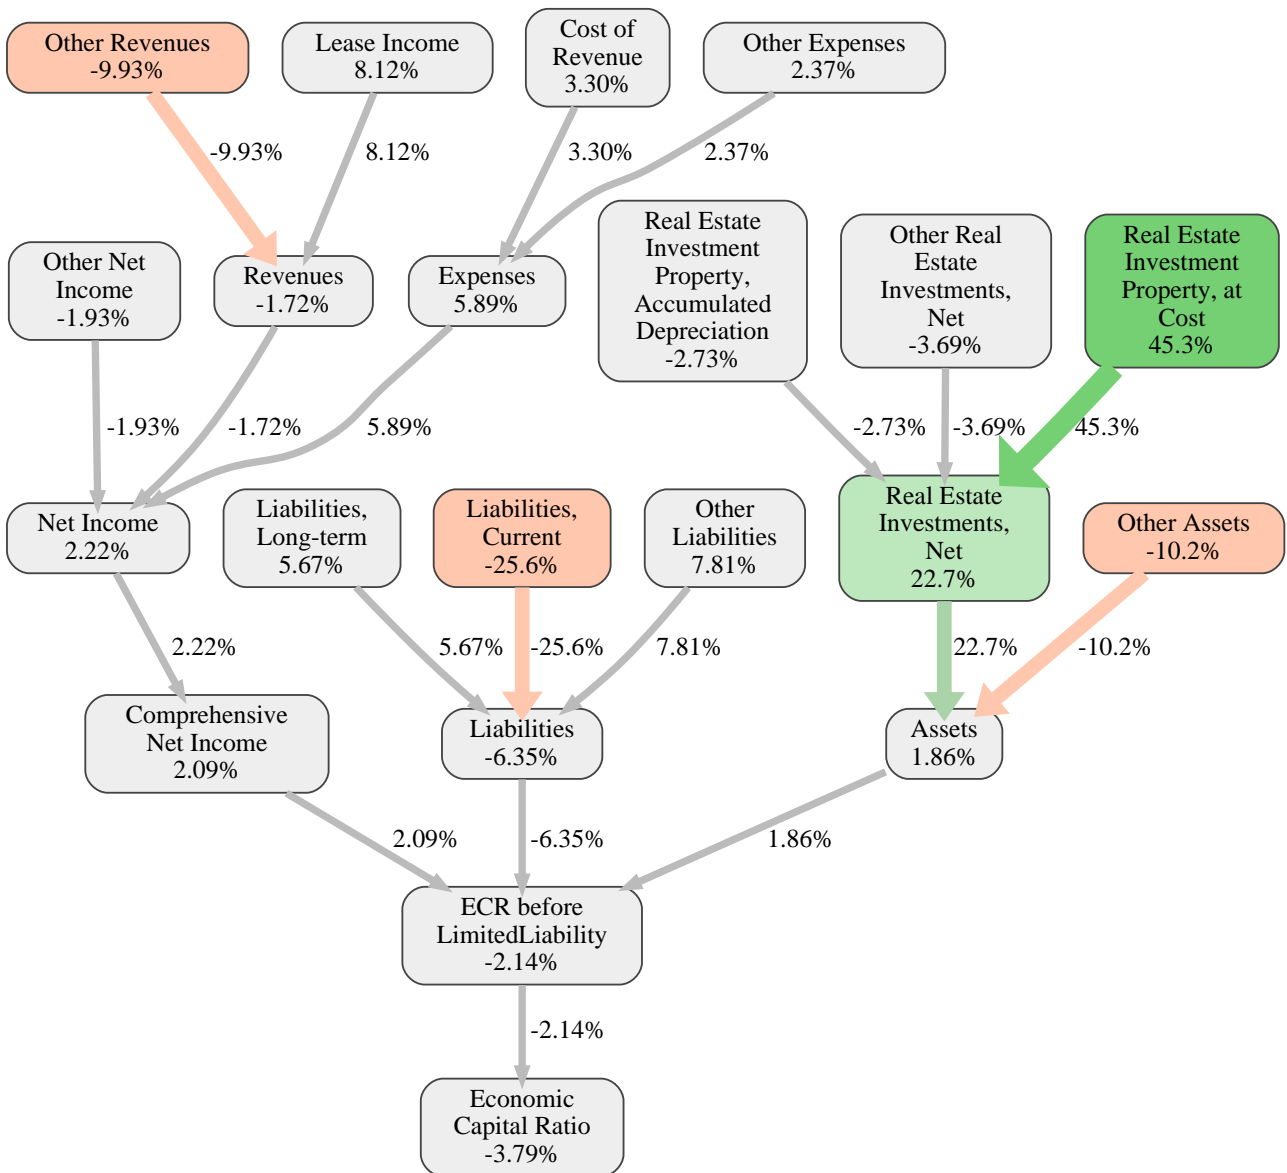 Other Revenues
-9.93%
Lease Income
8.12%
Cost of
Revenue
3.30%
Other Expenses
2.37%
-9.93%
8.12%
3.30%
2.37%
Other Net
Income
-1.93%
Revenues
-1.72%
Expenses
5.89%
Real Estate
Investment
Property,
Accumulated
Depreciation
-2.73%
Other Real
Estate
Investments,
Net
-3.69%
Real Estate
Investment
Property, at
Cost
45.3%
-1.93%
-1.72%
5.89%
-2.73%
-3.69%
45.3%
Net Income
2.22%
Liabilities,
Long-term
5.67%
Liabilities,
Current
-25.6%
Other
Liabilities
7.81%
Real Estate
Investments,
Net
22.7%
Other Assets
-10.2%
2.22%
5.67%
-25.6%
7.81%
22.7%
-10.2%
Comprehensive
Net Income
2.09%
Liabilities
-6.35%
Assets
1.86%
2.09%
-6.35%
1.86%
ECR before
LimitedLiability
-2.14%
-2.14%
Economic
Capital Ratio
-3.79%